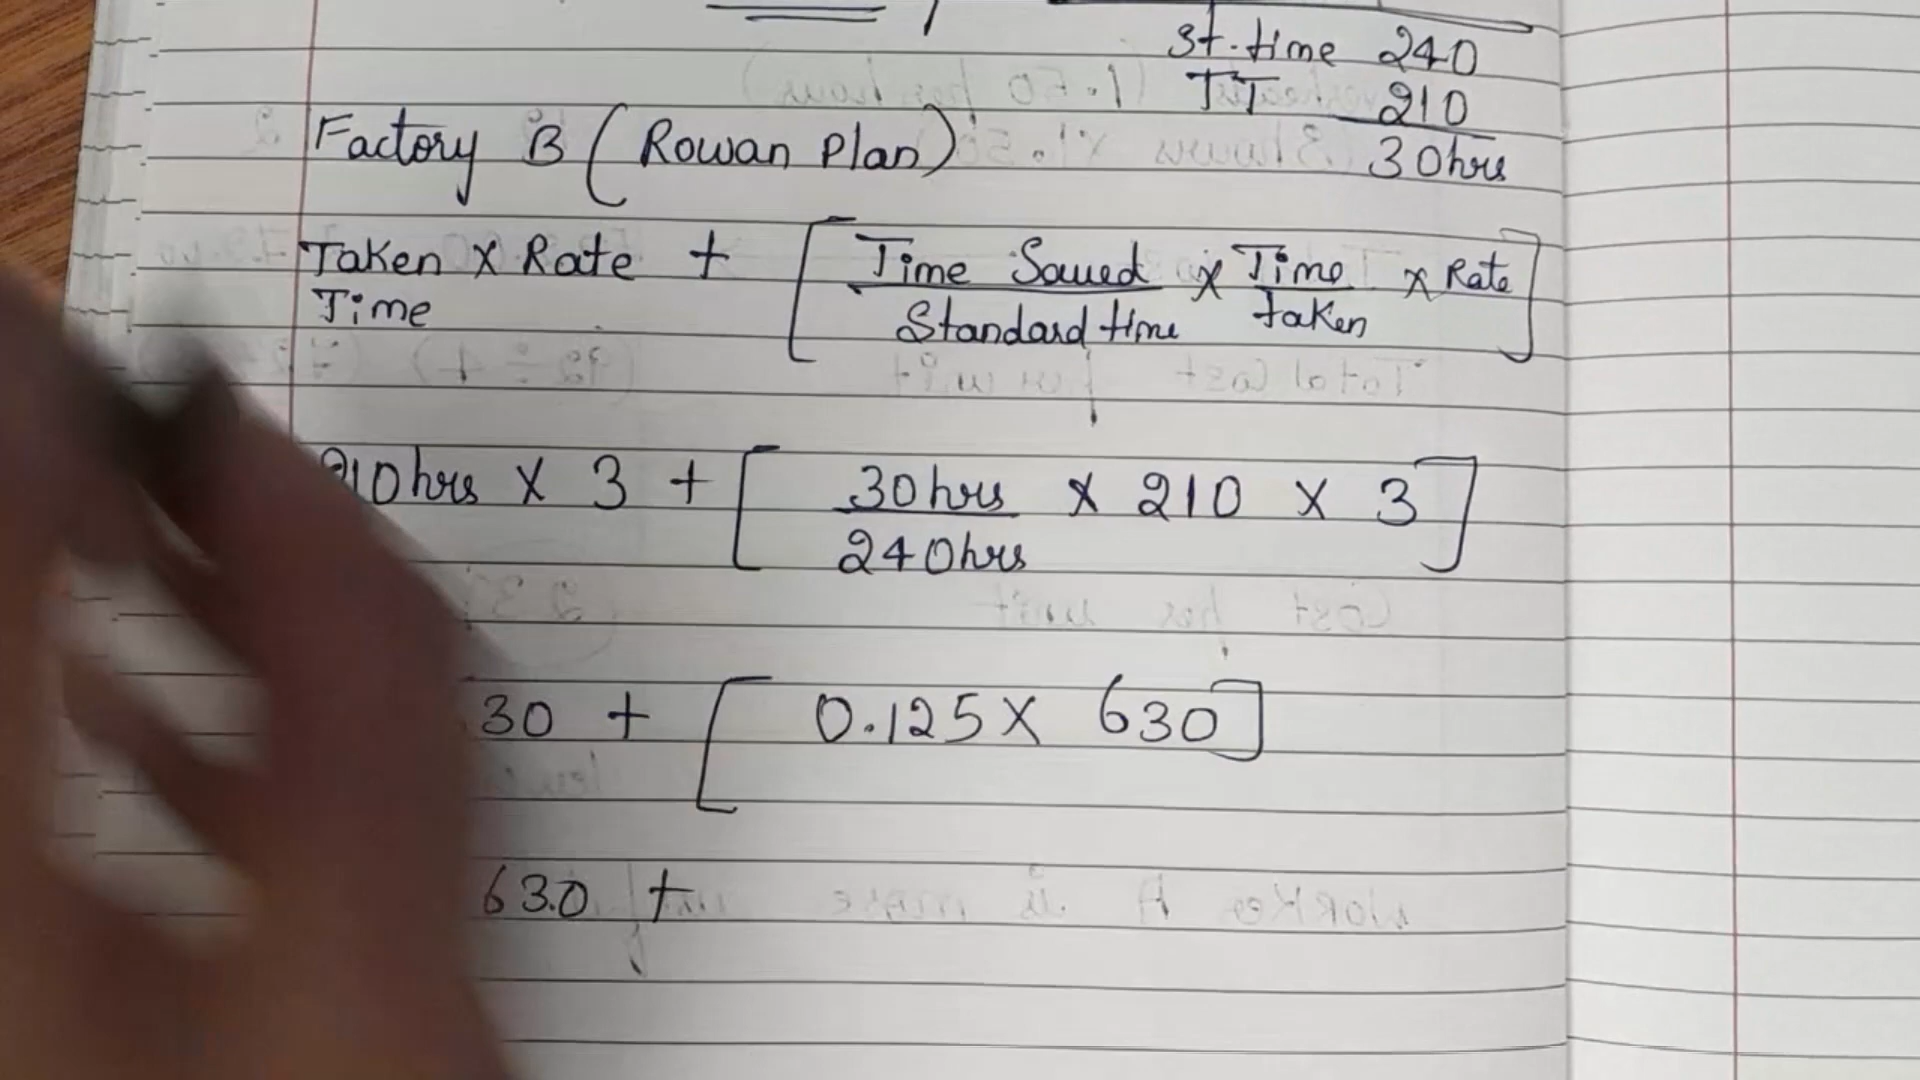 St. time 240
TT 210
30hrs
Factory B (Rowan Plan)
Taken x Rate + [ Time Saved x Time x Rate ]
Time Standard time taken
210hrs x 3 + [ 30hrs x 210 x 3 ]
240hrs
30 + [ 0.125 x 630 ]
630 +